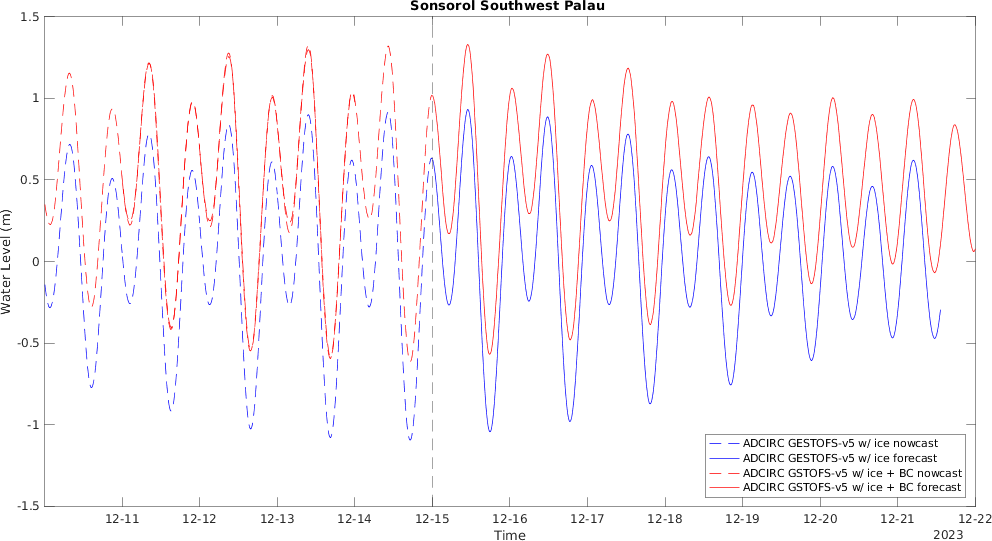 Sonsorol Southwest Palau
1.5
1
0.5
0
-0.5
-1
-1.5
Water Level (m)
ADCIRC GESTOFS-v5 w/ ice nowcast
ADCIRC GESTOFS-v5 w/ ice forecast
ADCIRC GSTOFS-v5 w/ ice + BC nowcast
ADCIRC GSTOFS-v5 w/ ice + BC forecast
12-11 12-12 12-13 12-14 12-15 12-16 12-17 12-18 12-19 12-20 12-21 12-22
Time
2023